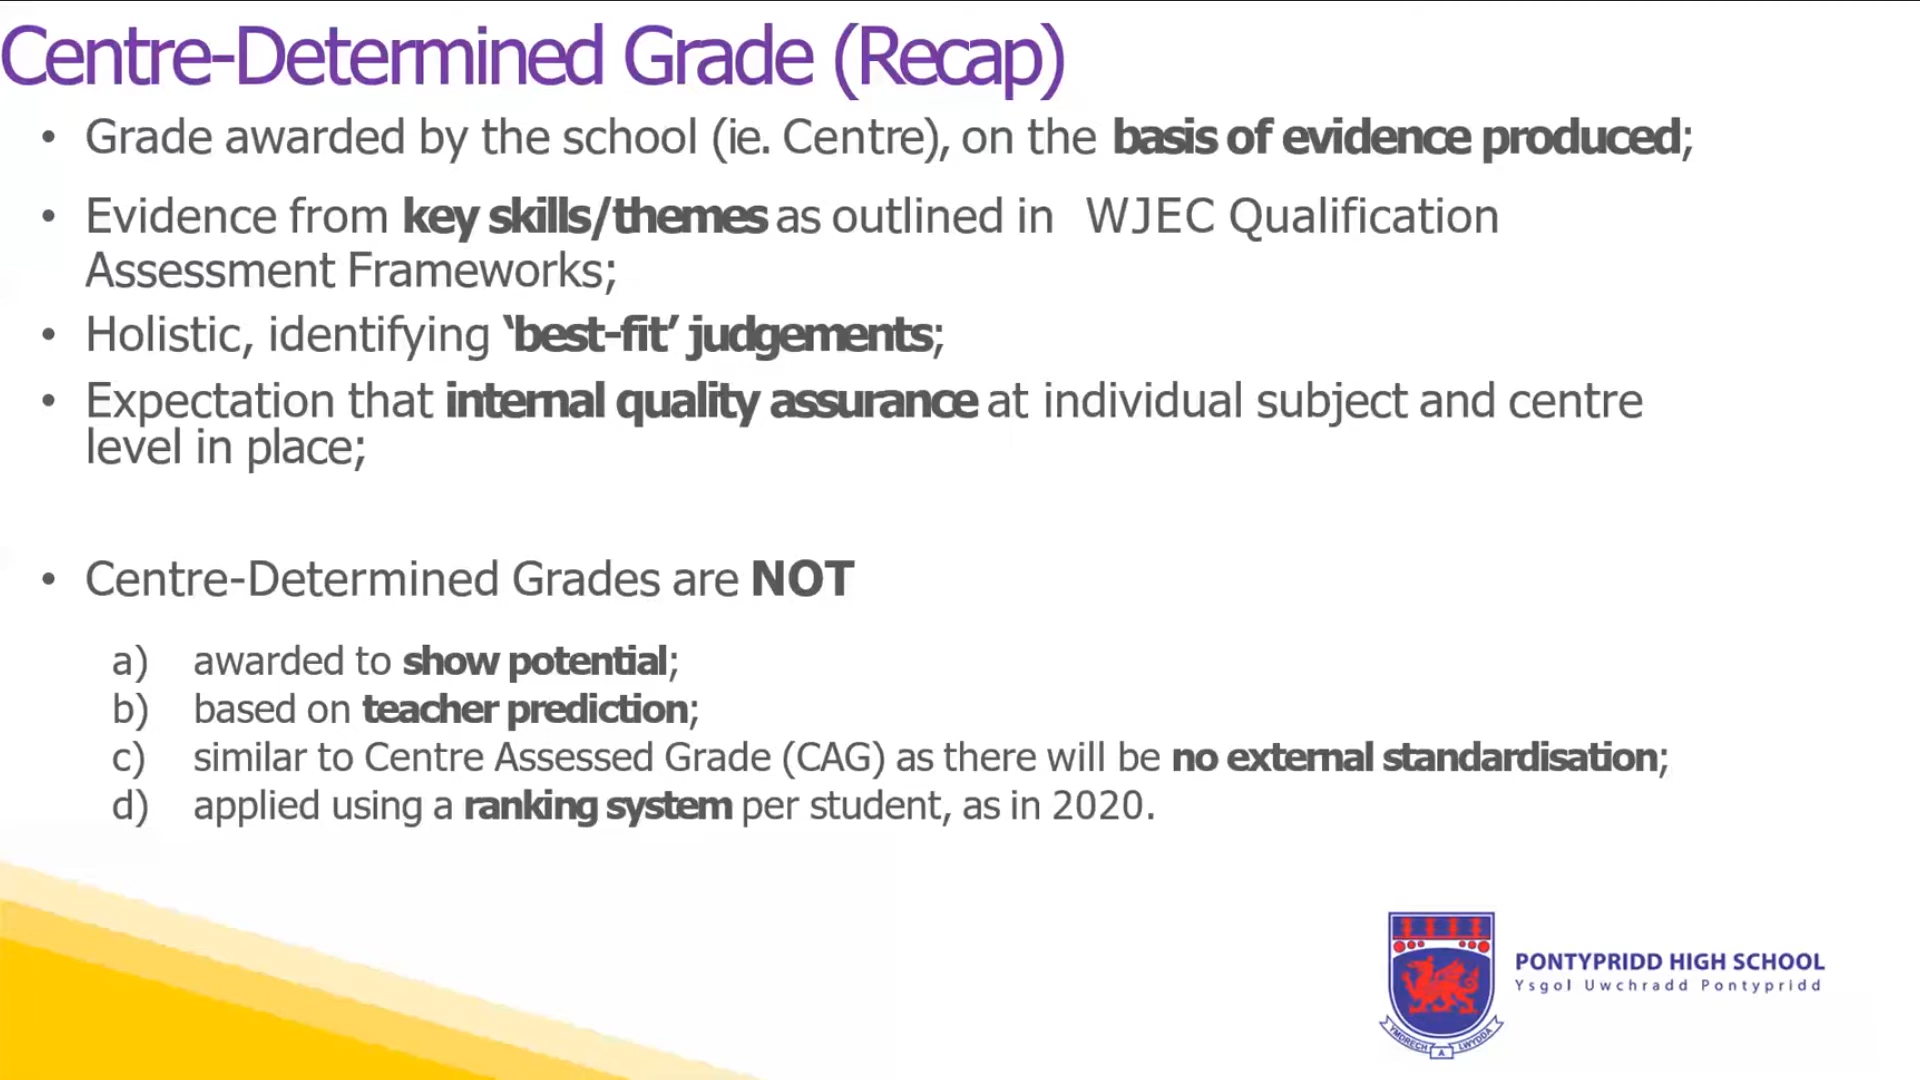 Centre-Determined Grade (Recap)
• Grade awarded by the school (ie. Centre), on the basis of evidence produced;
• Evidence from key skills/themes as outlined in WJEC Qualification
Assessment Frameworks;
• Holistic, identifying ‘best-fit’ judgements;
• Expectation that internal quality assurance at individual subject and centre
level in place;
• Centre-Determined Grades are NOT
a) awarded to show potential;
b) based on teacher prediction;
c) similar to Centre Assessed Grade (CAG) as there will be no external standardisation;
d) applied using a ranking system per student, as in 2020.
PONTYPRIDD HIGH SCHOOL
Ysgol Uwchradd Pontypridd
YMDRECH A LWYDDA